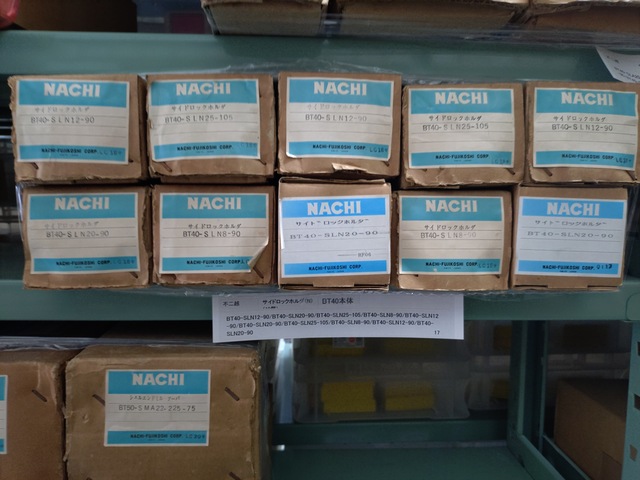 NACHI
サイドロックホルダ
BT40-SLN12-90
NACHI-FUJIKOSHI CORP.
NACHI
サイドロックホルダ
BT40-SLN25-105
NACHI-FUJIKOSHI CORP.
NACHI
サイドロックホルダ
BT40-SLN12-90
NACHI-FUJIKOSHI CORP.
NACHI
サイドロックホルダ
BT40-SLN25-105
NACHI-FUJIKOSHI CORP.
NACHI
サイドロックホルダ
BT40-SLN12-90
NACHI-FUJIKOSHI CORP.
NACHI
サイドロックホルダ
BT40-SLN20-90
NACHI-FUJIKOSHI CORP.
NACHI
サイドロックホルダ
BT40-SLN8-90
NACHI-FUJIKOSHI CORP.
NACHI
サイドロックホルダ
BT40-SLN20-90
NACHI-FUJIKOSHI CORP.
NACHI
サイドロックホルダ
BT40-SLN8-90
NACHI-FUJIKOSHI CORP.
NACHI
サイドロックホルダ
BT40-SLN20-90
NACHI-FUJIKOSHI CORP.
不二越 サイドロックホルダ BT40本体
BT40-SLN12-90/BT40-SLN20-90/BT40-SLN25-105/BT40-SLN8-90/BT40-SLN12
-90/BT40-SLN20-90/BT40-SLN25-105/BT40-SLN8-90/BT40-SLN12-90/BT40-
SLN20-90 17
NACHI
BT50-SMA27.225-75
NACHI-FUJIKOSHI CORP.